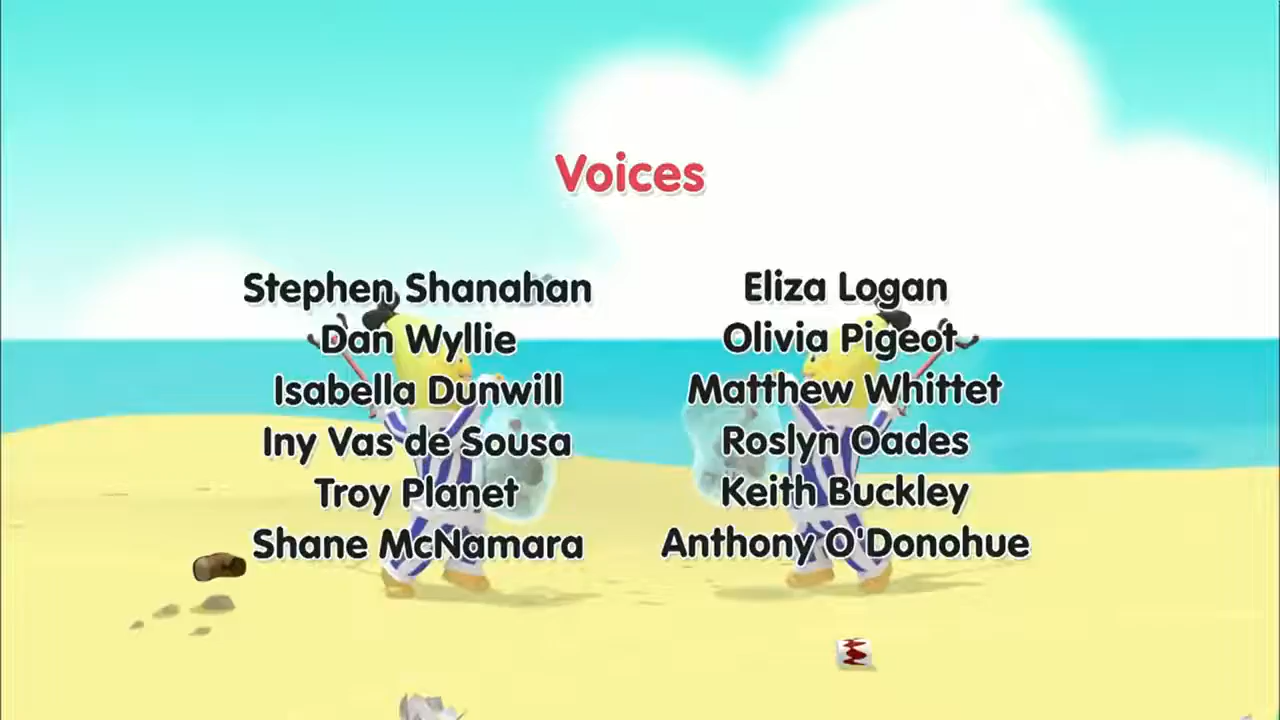 Voices
Stephen Shanahan
Dan Wyllie
Isabella Dunwill
Iny Vas de Sousa
Troy Planet
Shane McNamara
Eliza Logan
Olivia Pigeot
Matthew Whittet
Roslyn Oades
Keith Buckley
Anthony O'Donohue